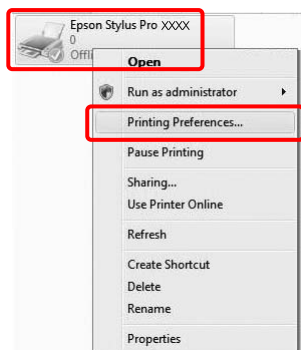 Epson Stylus Pro XXXX
0
Offli
Open
Run as administrator
Printing Preferences...
Pause Printing
Sharing...
Use Printer Online
Refresh
Create Shortcut
Delete
Rename
Properties